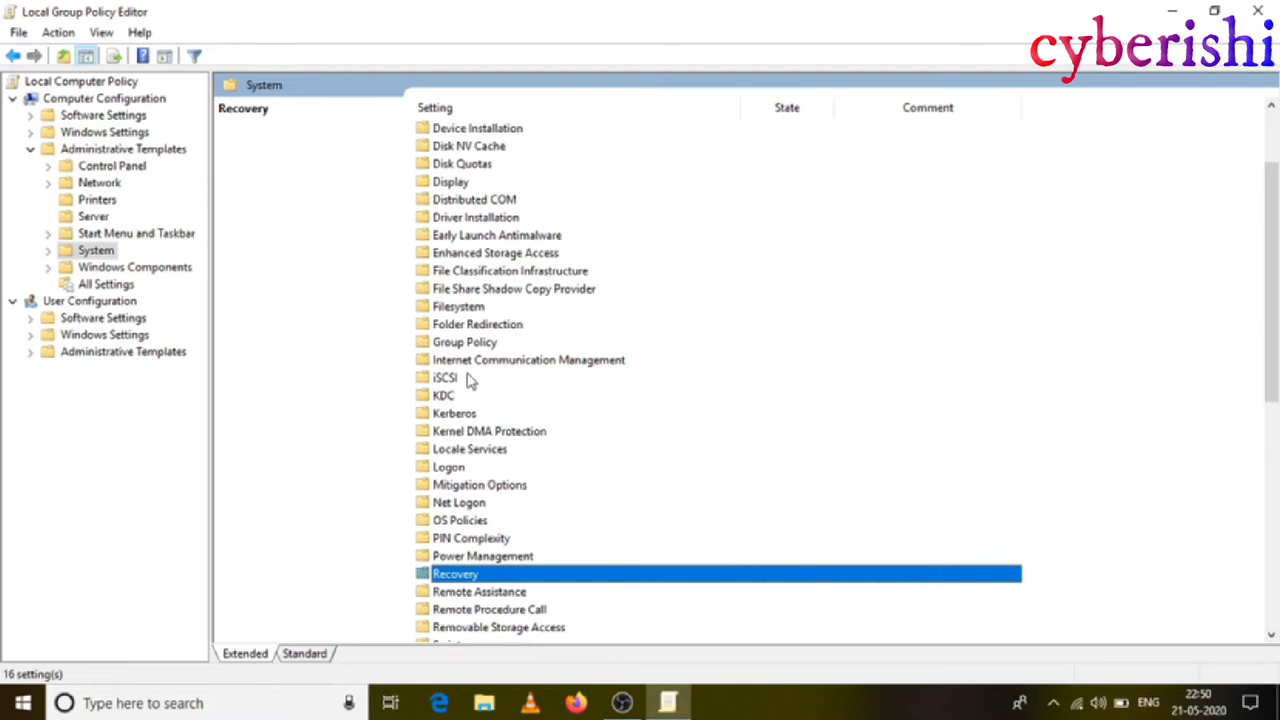 Local Group Policy Editor
cyberishi
File Action View Help
Local Computer Policy
Computer Configuration
Software Settings
Windows Settings
Administrative Templates
Control Panel
Network
Printers
Server
Start Menu and Taskbar
System
Windows Components
All Settings
User Configuration
Software Settings
Windows Settings
Administrative Templates
System
Recovery
Setting State Comment
Device Installation
Disk NV Cache
Disk Quotas
Display
Distributed COM
Driver Installation
Early Launch Antimalware
Enhanced Storage Access
File Classification Infrastructure
File Share Shadow Copy Provider
Filesystem
Folder Redirection
Group Policy
Internet Communication Management
iSCSI
KDC
Kerberos
Kernel DMA Protection
Locale Services
Logon
Mitigation Options
Net Logon
OS Policies
PIN Complexity
Power Management
Recovery
Remote Assistance
Remote Procedure Call
Removable Storage Access
Extended Standard
16 setting(s)
Type here to search
ENG
22:50
21-05-2020